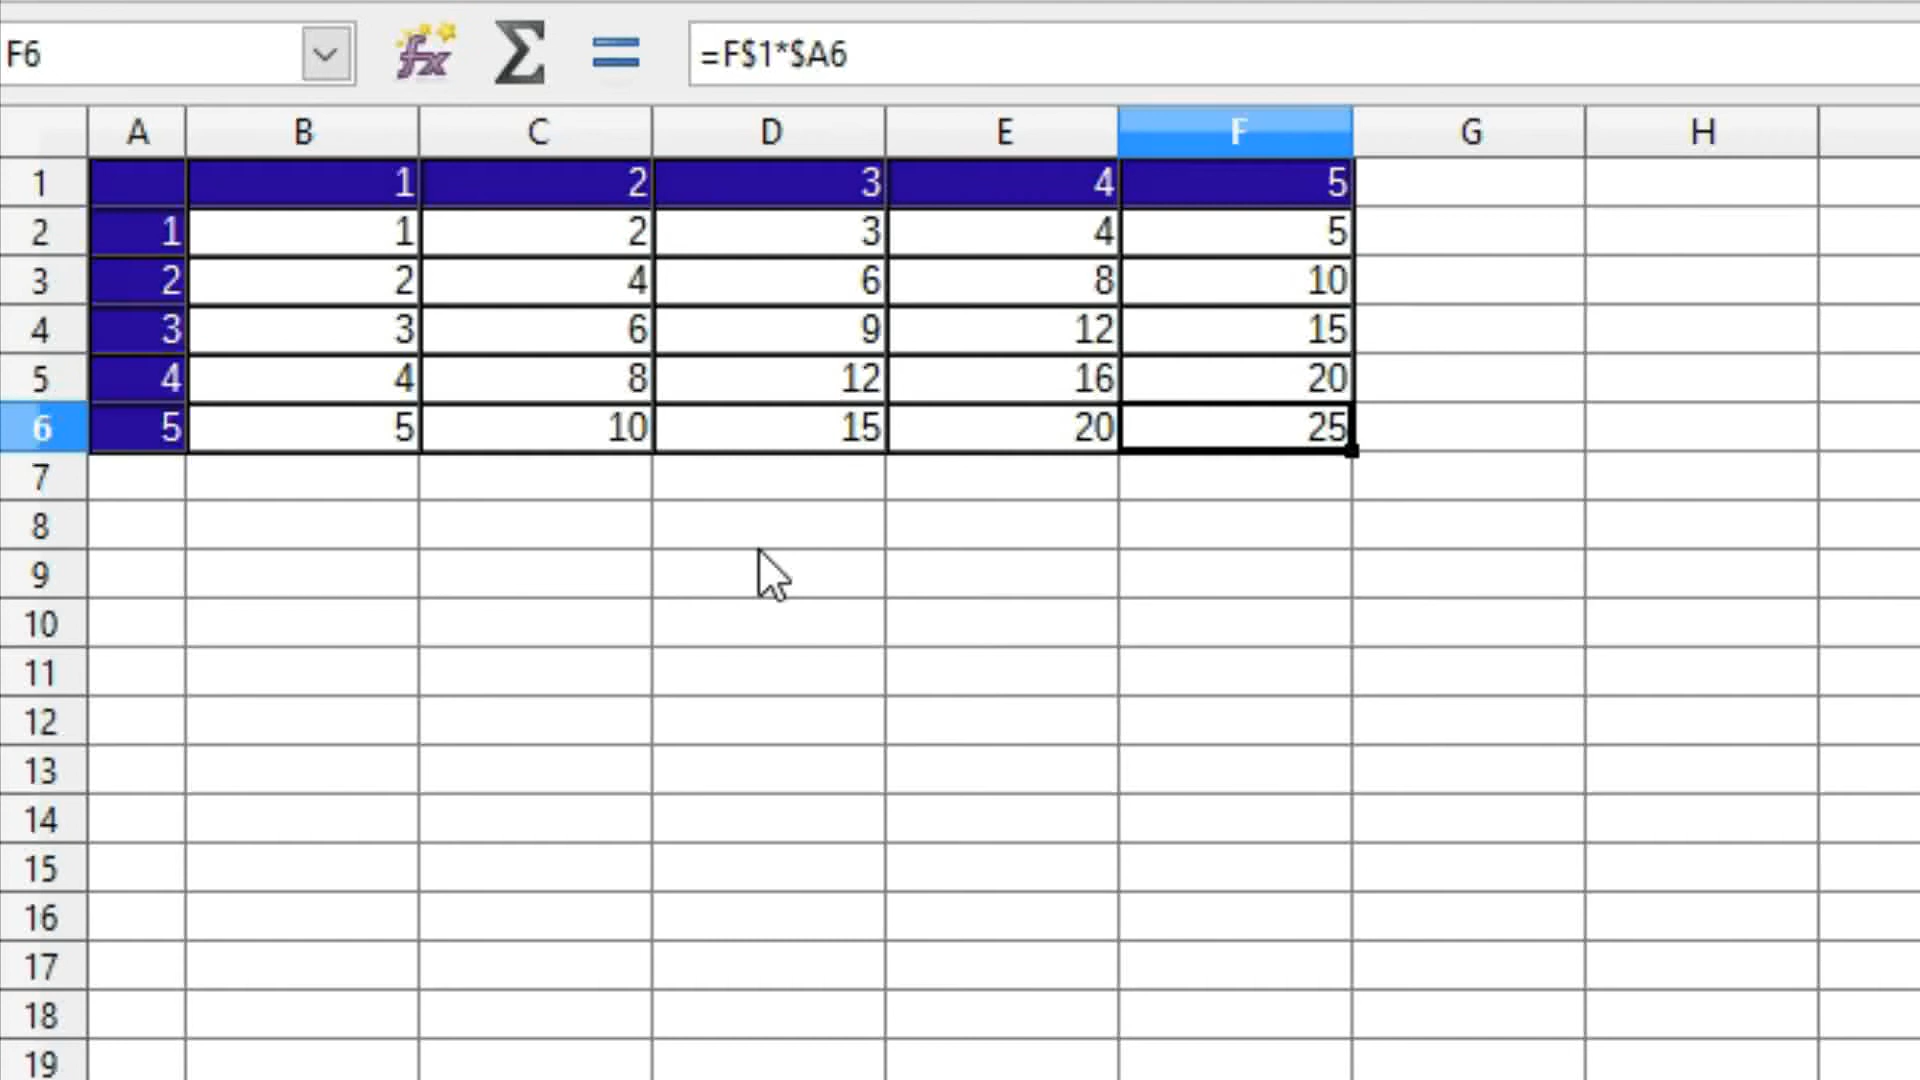 F6 fx Σ = =F$1*$A6
A B C D E F G H
1 1 2 3 4 5
2 1 1 2 3 4 5
3 2 2 4 6 8 10
4 3 3 6 9 12 15
5 4 4 8 12 16 20
6 5 5 10 15 20 25
7
8
9
10
11
12
13
14
15
16
17
18
19